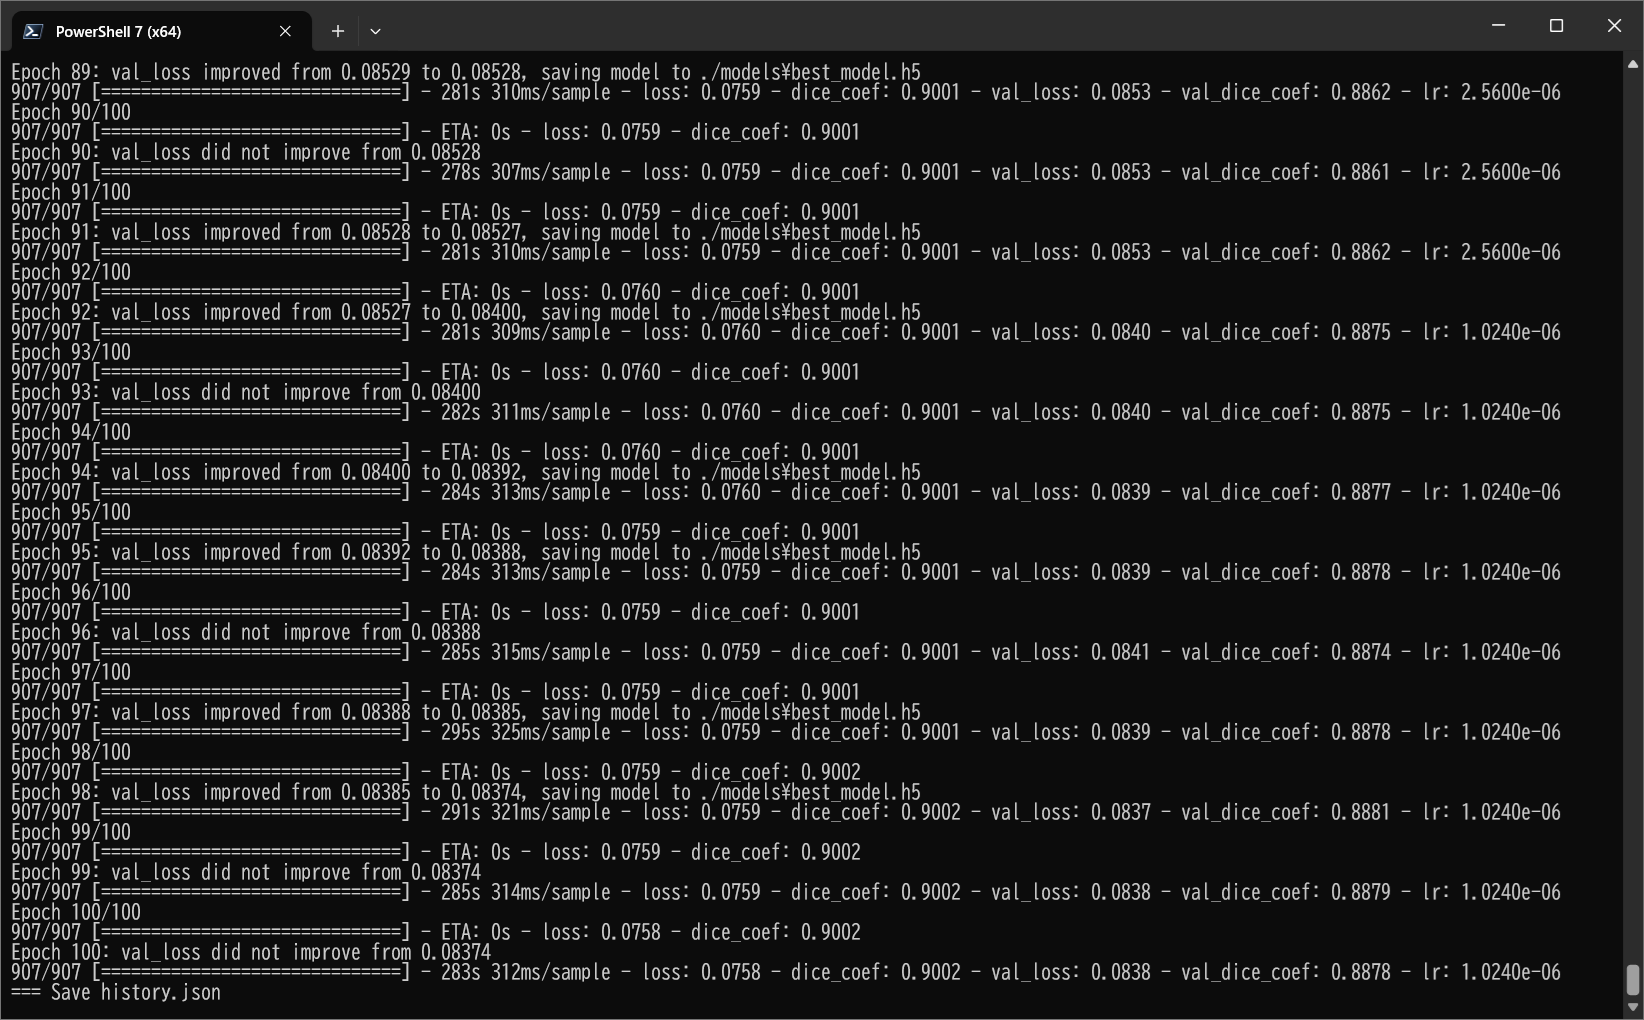 PowerShell 7 (x64)
Epoch 89: val_loss improved from 0.08529 to 0.08528, saving model to ./models¥best_model.h5
907/907 [==============================] - 281s 310ms/sample - loss: 0.0759 - dice_coef: 0.9001 - val_loss: 0.0853 - val_dice_coef: 0.8862 - lr: 2.5600e-06
Epoch 90/100
907/907 [==============================] - ETA: 0s - loss: 0.0759 - dice_coef: 0.9001
Epoch 90: val_loss did not improve from 0.08528
907/907 [==============================] - 278s 307ms/sample - loss: 0.0759 - dice_coef: 0.9001 - val_loss: 0.0853 - val_dice_coef: 0.8861 - lr: 2.5600e-06
Epoch 91/100
907/907 [==============================] - ETA: 0s - loss: 0.0759 - dice_coef: 0.9001
Epoch 91: val_loss improved from 0.08528 to 0.08527, saving model to ./models¥best_model.h5
907/907 [==============================] - 281s 310ms/sample - loss: 0.0759 - dice_coef: 0.9001 - val_loss: 0.0853 - val_dice_coef: 0.8862 - lr: 2.5600e-06
Epoch 92/100
907/907 [==============================] - ETA: 0s - loss: 0.0760 - dice_coef: 0.9001
Epoch 92: val_loss improved from 0.08527 to 0.08400, saving model to ./models¥best_model.h5
907/907 [==============================] - 281s 309ms/sample - loss: 0.0760 - dice_coef: 0.9001 - val_loss: 0.0840 - val_dice_coef: 0.8875 - lr: 1.0240e-06
Epoch 93/100
907/907 [==============================] - ETA: 0s - loss: 0.0760 - dice_coef: 0.9001
Epoch 93: val_loss did not improve from 0.08400
907/907 [==============================] - 282s 311ms/sample - loss: 0.0760 - dice_coef: 0.9001 - val_loss: 0.0840 - val_dice_coef: 0.8875 - lr: 1.0240e-06
Epoch 94/100
907/907 [==============================] - ETA: 0s - loss: 0.0760 - dice_coef: 0.9001
Epoch 94: val_loss improved from 0.08400 to 0.08392, saving model to ./models¥best_model.h5
907/907 [==============================] - 284s 313ms/sample - loss: 0.0760 - dice_coef: 0.9001 - val_loss: 0.0839 - val_dice_coef: 0.8877 - lr: 1.0240e-06
Epoch 95/100
907/907 [==============================] - ETA: 0s - loss: 0.0759 - dice_coef: 0.9001
Epoch 95: val_loss improved from 0.08392 to 0.08388, saving model to ./models¥best_model.h5
907/907 [==============================] - 284s 313ms/sample - loss: 0.0759 - dice_coef: 0.9001 - val_loss: 0.0839 - val_dice_coef: 0.8878 - lr: 1.0240e-06
Epoch 96/100
907/907 [==============================] - ETA: 0s - loss: 0.0759 - dice_coef: 0.9001
Epoch 96: val_loss did not improve from 0.08388
907/907 [==============================] - 285s 315ms/sample - loss: 0.0759 - dice_coef: 0.9001 - val_loss: 0.0841 - val_dice_coef: 0.8874 - lr: 1.0240e-06
Epoch 97/100
907/907 [==============================] - ETA: 0s - loss: 0.0759 - dice_coef: 0.9001
Epoch 97: val_loss improved from 0.08388 to 0.08385, saving model to ./models¥best_model.h5
907/907 [==============================] - 295s 325ms/sample - loss: 0.0759 - dice_coef: 0.9001 - val_loss: 0.0839 - val_dice_coef: 0.8878 - lr: 1.0240e-06
Epoch 98/100
907/907 [==============================] - ETA: 0s - loss: 0.0759 - dice_coef: 0.9002
Epoch 98: val_loss improved from 0.08385 to 0.08374, saving model to ./models¥best_model.h5
907/907 [==============================] - 291s 321ms/sample - loss: 0.0759 - dice_coef: 0.9002 - val_loss: 0.0837 - val_dice_coef: 0.8881 - lr: 1.0240e-06
Epoch 99/100
907/907 [==============================] - ETA: 0s - loss: 0.0759 - dice_coef: 0.9002
Epoch 99: val_loss did not improve from 0.08374
907/907 [==============================] - 285s 314ms/sample - loss: 0.0759 - dice_coef: 0.9002 - val_loss: 0.0838 - val_dice_coef: 0.8879 - lr: 1.0240e-06
Epoch 100/100
907/907 [==============================] - ETA: 0s - loss: 0.0758 - dice_coef: 0.9002
Epoch 100: val_loss did not improve from 0.08374
907/907 [==============================] - 283s 312ms/sample - loss: 0.0758 - dice_coef: 0.9002 - val_loss: 0.0838 - val_dice_coef: 0.8878 - lr: 1.0240e-06
=== Save history.json